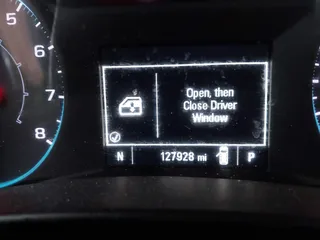 5
6
7
8
Open, then
Close Driver
Window
N 127928 mi P